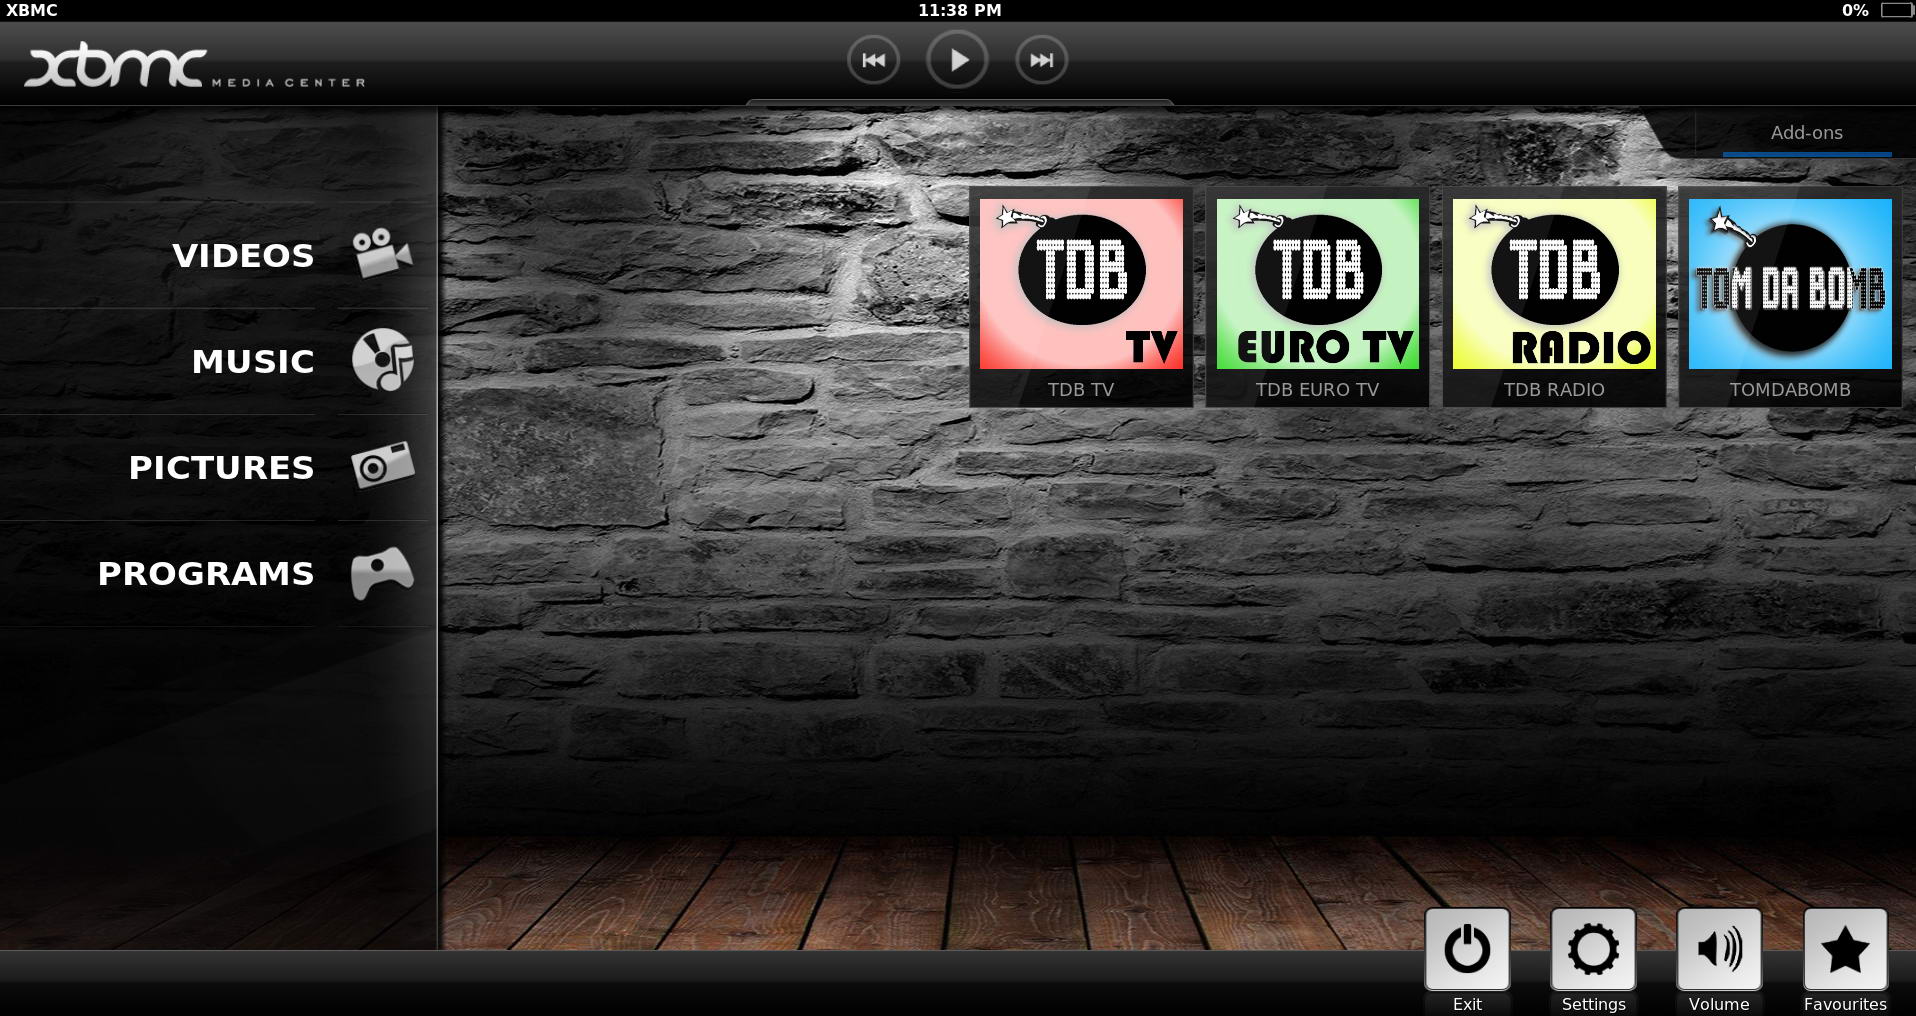 XBMC
11:38 PM
0%
xbmc MEDIA CENTER
Add-ons
VIDEOS
MUSIC
PICTURES
PROGRAMS
TDB
TV
TDB TV
TDB
EURO TV
TDB EURO TV
TDB
RADIO
TDB RADIO
TOM DA BOMB
TOMDABOMB
Exit
Settings
Volume
Favourites